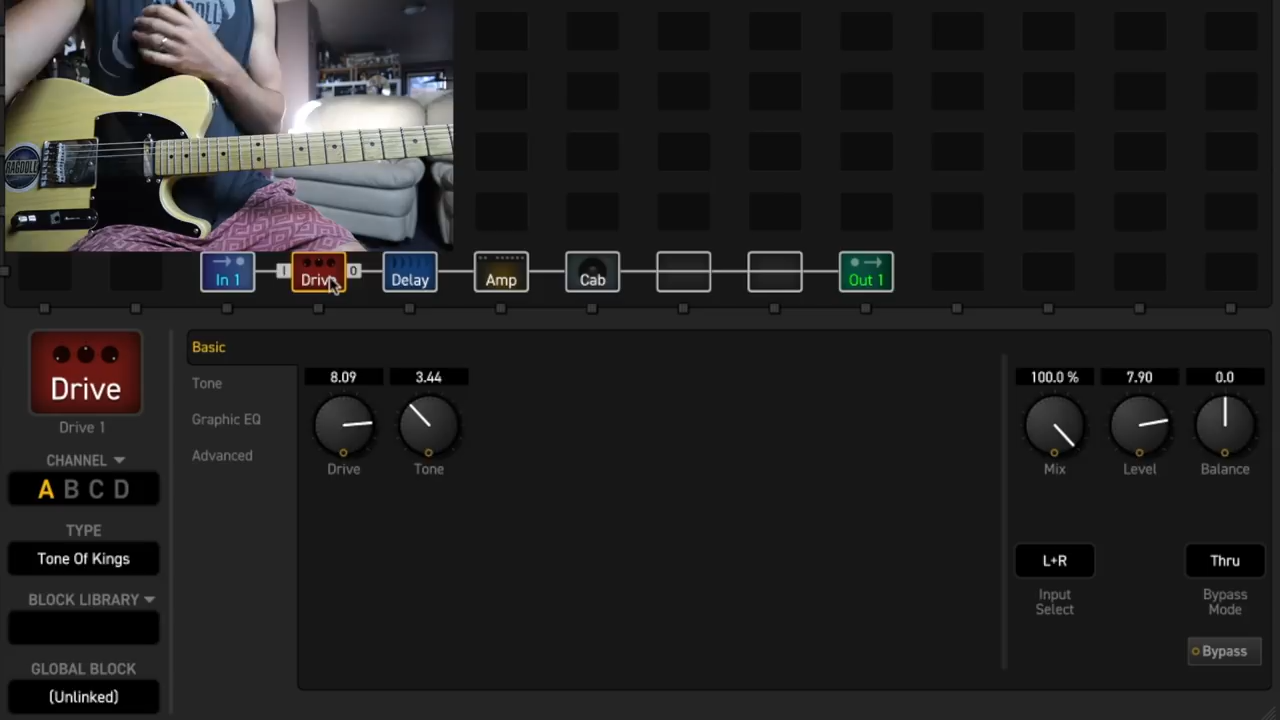 RAGDOLL
In 1
Drive
Delay
Amp
Cab
Out 1
I
O
Drive
Drive 1
CHANNEL
A B C D
TYPE
Tone Of Kings
BLOCK LIBRARY
GLOBAL BLOCK
(Unlinked)
Basic
Tone
Graphic EQ
Advanced
8.09
3.44
Drive
Tone
100.0 %
7.90
0.0
Mix
Level
Balance
L+R
Input
Select
Thru
Bypass
Mode
Bypass